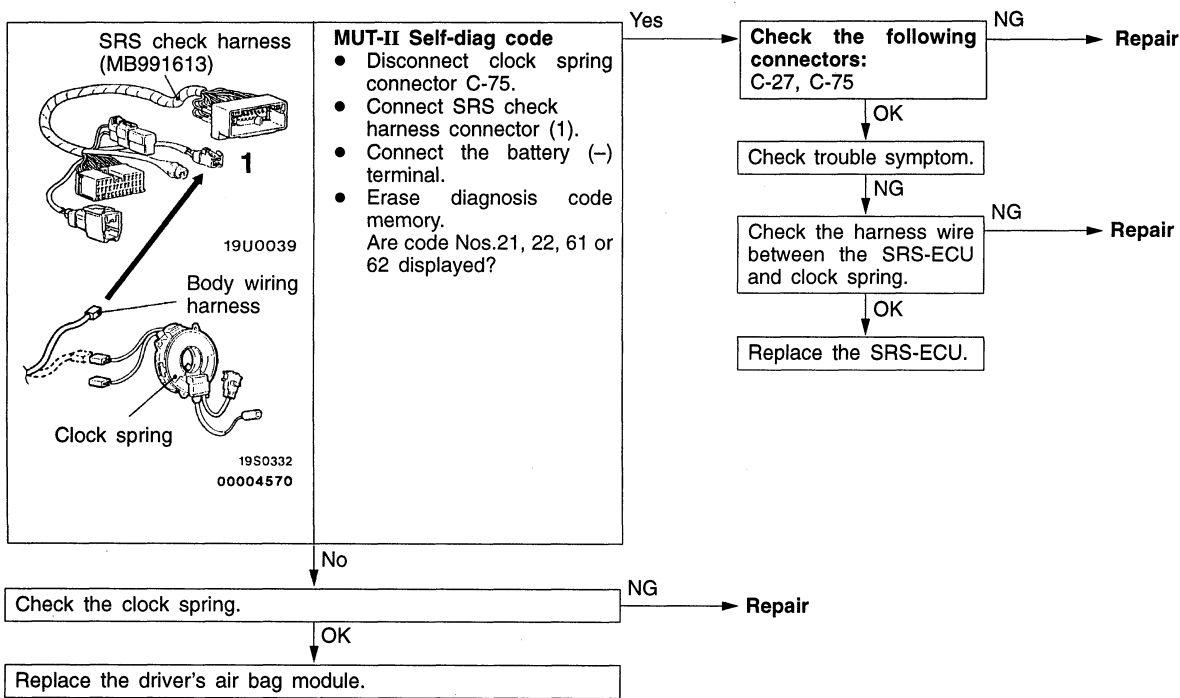 SRS check harness
(MB991613)
1
19U0039
Body wiring
harness
Clock spring
19S0332
00004570
MUT-II Self-diag code
● Disconnect clock spring
connector C-75.
● Connect SRS check
harness connector (1).
● Connect the battery (–)
terminal.
● Erase diagnosis code
memory.
Are code Nos.21, 22, 61 or
62 displayed?
Yes
Check the following
connectors:
C-27, C-75
NG
Repair
OK
Check trouble symptom.
NG
Check the harness wire
between the SRS-ECU
and clock spring.
NG
Repair
OK
Replace the SRS-ECU.
No
Check the clock spring.
NG
Repair
OK
Replace the driver's air bag module.